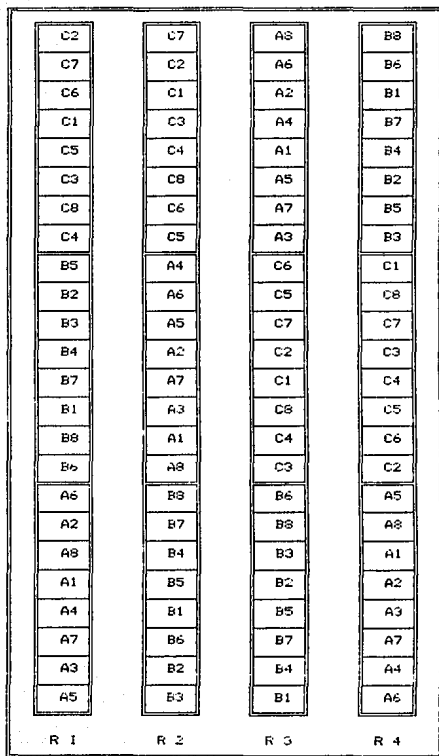 C2 C7 A8 B8
C7 C2 A6 B6
C6 C1 A2 B1
C1 C3 A4 B7
C5 C4 A1 B4
C3 C8 A5 B2
C8 C6 A7 B5
C4 C5 A3 B3
B5 A4 C6 C1
B2 A6 C5 C8
B3 A5 C7 C7
B4 A2 C2 C3
B7 A7 C1 C4
B1 A3 C8 C5
B8 A1 C4 C6
B6 A8 C3 C2
A6 B8 B6 A5
A2 B7 B8 A8
A8 B4 B3 A1
A1 B5 B2 A2
A4 B1 B5 A3
A7 B6 B7 A7
A3 B2 B4 A4
A5 B3 B1 A6
R 1 R 2 R 3 R 4